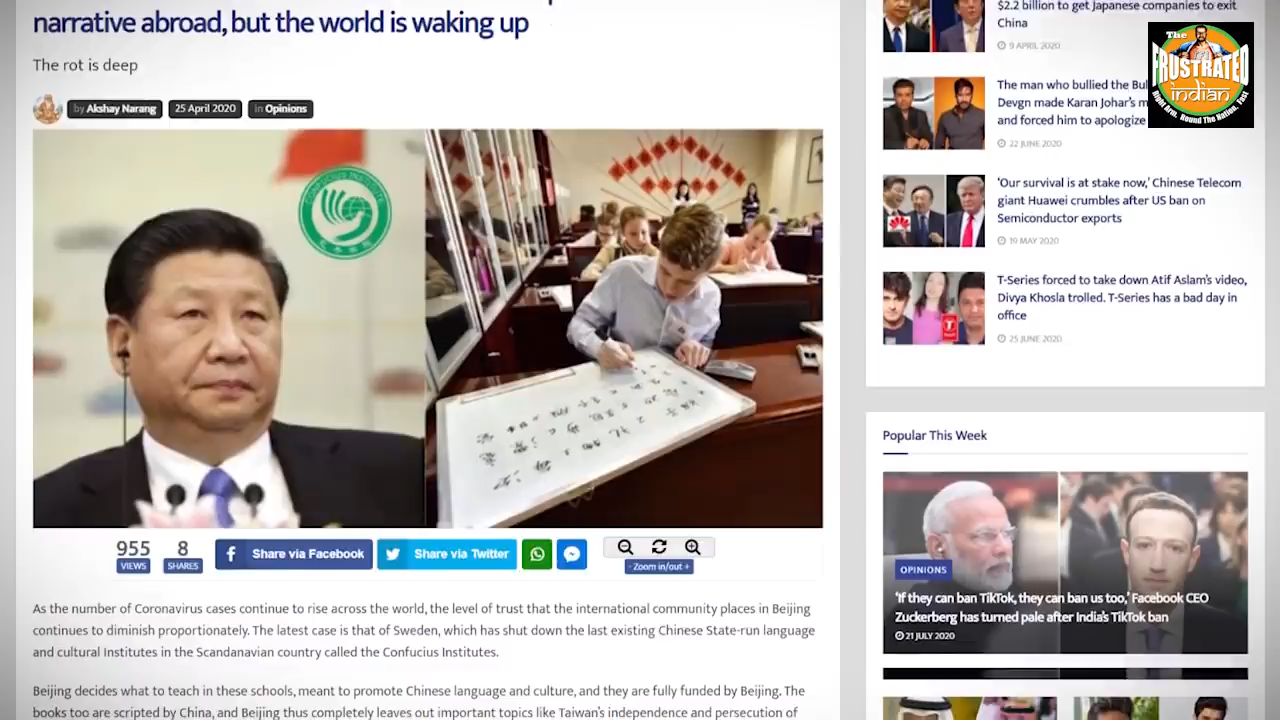 narrative abroad, but the world is waking up
The rot is deep
by Akshay Narang
25 April 2020
in Opinions
CONFUCIUS INSTITUTE
955
VIEWS
8
SHARES
Share via Facebook
Share via Twitter
- Zoom in/out +
As the number of Coronavirus cases continue to rise across the world, the level of trust that the international community places in Beijing
continues to diminish proportionately. The latest case is that of Sweden, which has shut down the last existing Chinese State-run language
and cultural Institutes in the Scandanavian country called the Confucius Institutes.
Beijing decides what to teach in these schools, meant to promote Chinese language and culture, and they are fully funded by Beijing. The
books too are scripted by China, and Beijing thus completely leaves out important topics like Taiwan's independence and persecution of
$2.2 billion to get Japanese companies to exit
China
9 APRIL 2020
The man who bullied the Bul
Devgn made Karan Johar's m
and forced him to apologize
22 JUNE 2020
'Our survival is at stake now,' Chinese Telecom
giant Huawei crumbles after US ban on
Semiconductor exports
19 MAY 2020
T-Series forced to take down Atif Aslam's video,
Divya Khosla trolled. T-Series has a bad day in
office
25 JUNE 2020
Popular This Week
OPINIONS
'If they can ban TikTok, they can ban us too,' Facebook CEO
Zuckerberg has turned pale after India's TikTok ban
21 JULY 2020
The
FRUSTRATED
indian
Right Arm. Round The Nation. Fast